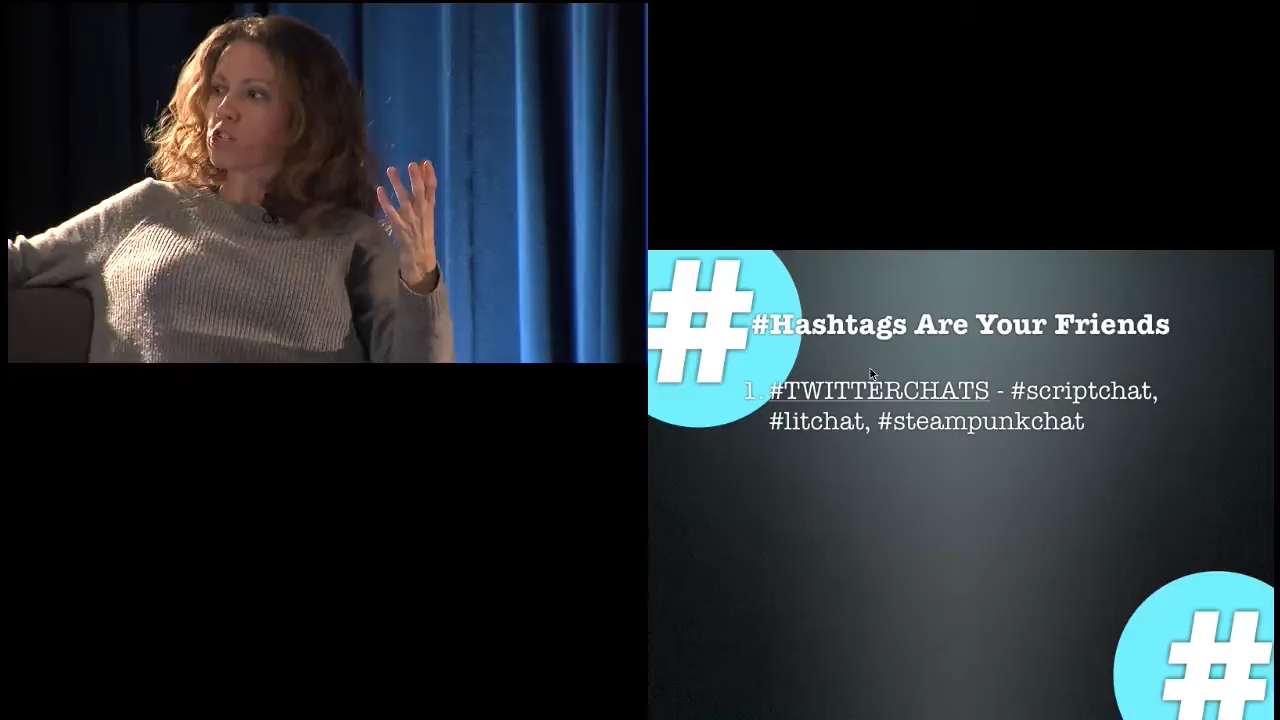 #
#Hashtags Are Your Friends
1. #TWITTERCHATS - #scriptchat,
#litchat, #steampunkchat
#